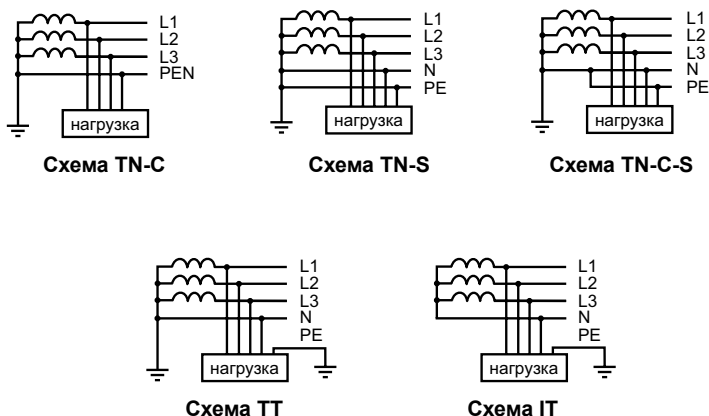 L1
L2
L3
PEN
нагрузка
Схема TN-C
L1
L2
L3
N
PE
нагрузка
Схема TN-S
L1
L2
L3
N
PE
нагрузка
Схема TN-C-S
L1
L2
L3
N
PE
нагрузка
Схема TT
L1
L2
L3
N
PE
нагрузка
Схема IT